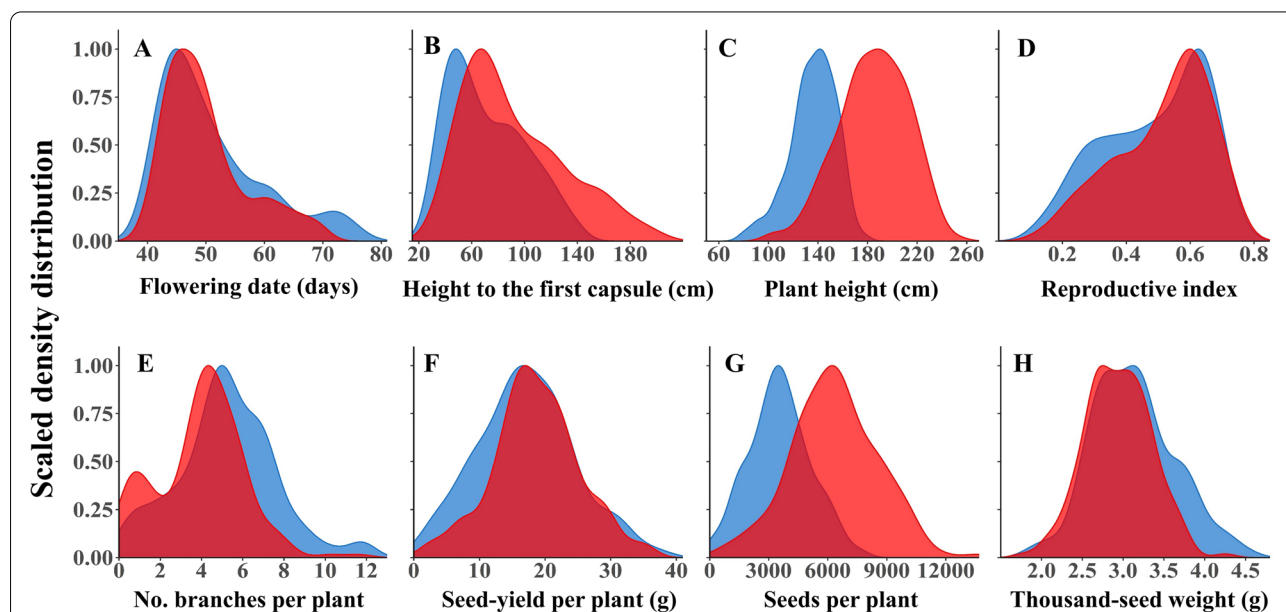 A B C D
1.00
0.75
0.50
0.25
0.00
40 50 60 70 80 20 60 100 140 180 60 100 140 180 220 260 0.2 0.4 0.6 0.8
Flowering date (days) Height to the first capsule (cm) Plant height (cm) Reproductive index
Scaled density distribution
E F G H
1.00
0.75
0.50
0.25
0.00
0 2 4 6 8 10 12 0 10 20 30 40 0 3000 6000 9000 12000 2.0 2.5 3.0 3.5 4.0 4.5
No. branches per plant Seed-yield per plant (g) Seeds per plant Thousand-seed weight (g)